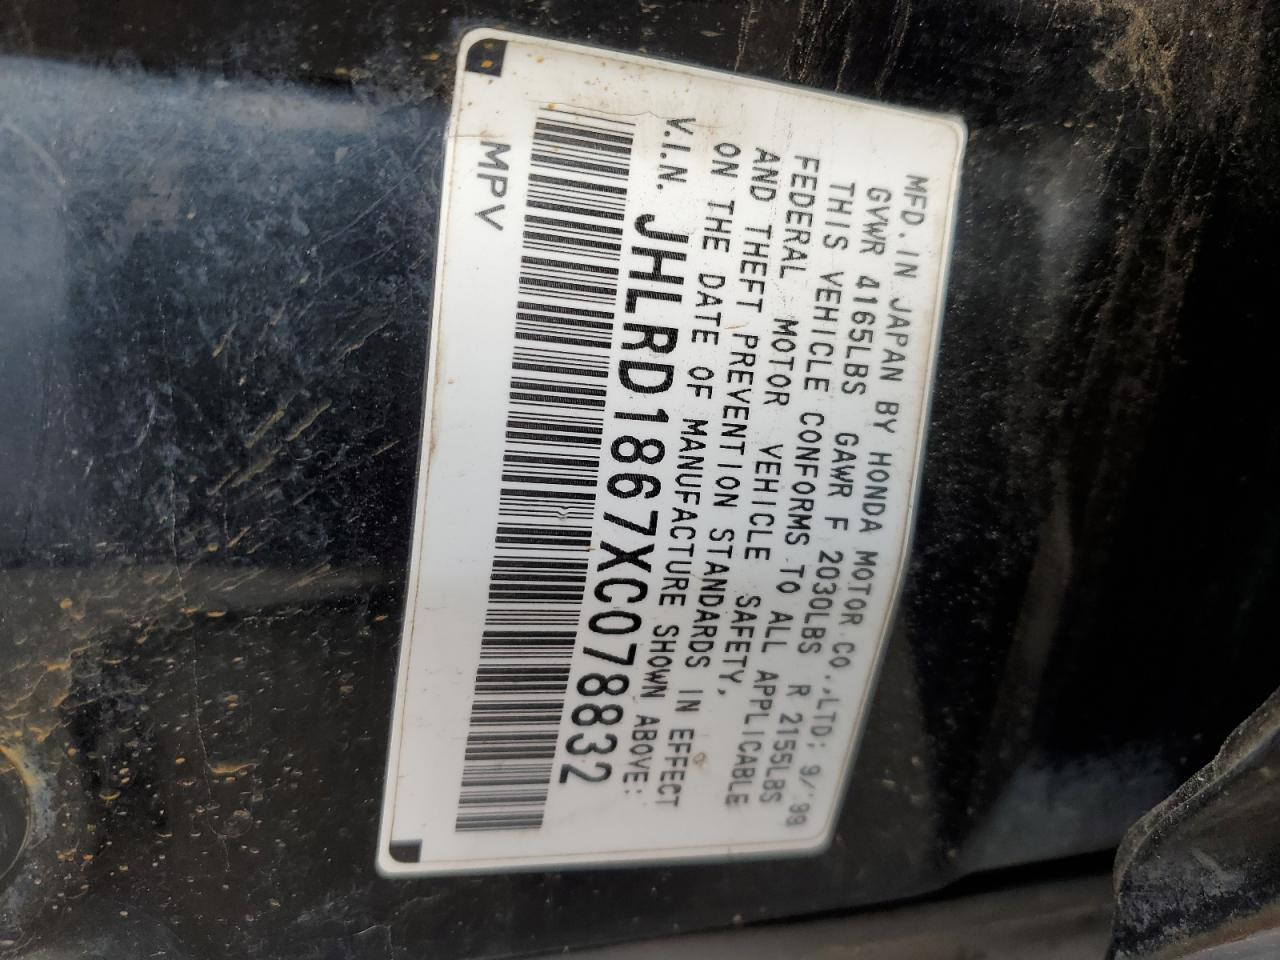 MFD. IN JAPAN BY HONDA MOTOR CO.,LTD; 9/'99
GVWR 4165LBS GAWR F 2030LBS R 2155LBS
THIS VEHICLE CONFORMS TO ALL APPLICABLE
FEDERAL MOTOR VEHICLE SAFETY,
AND THEFT PREVENTION STANDARDS IN EFFECT
ON THE DATE OF MANUFACTURE SHOWN ABOVE:
V.I.N. JHLRD1867XC078832
MPV